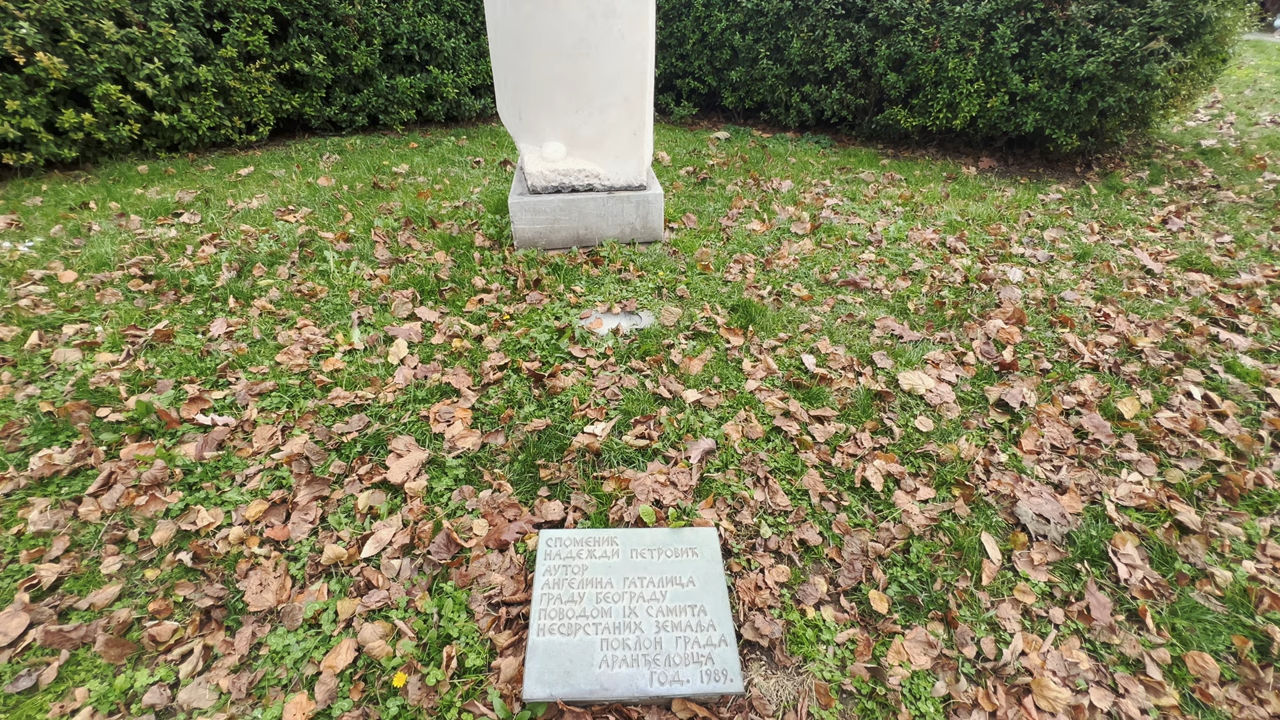 СПОМЕНИК
НАДЕЖДИ ПЕТРОВИЋ
АУТОР
АНГЕЛИНА ГАТАЛИЦА
ГРАДУ БЕОГРАДУ
ПОВОДОМ IX САМИТА
НЕСВРСТАНИХ ЗЕМАЉА
ПОКЛОН ГРАДА
АРАНЂЕЛОВЦА
ГОД. 1989.